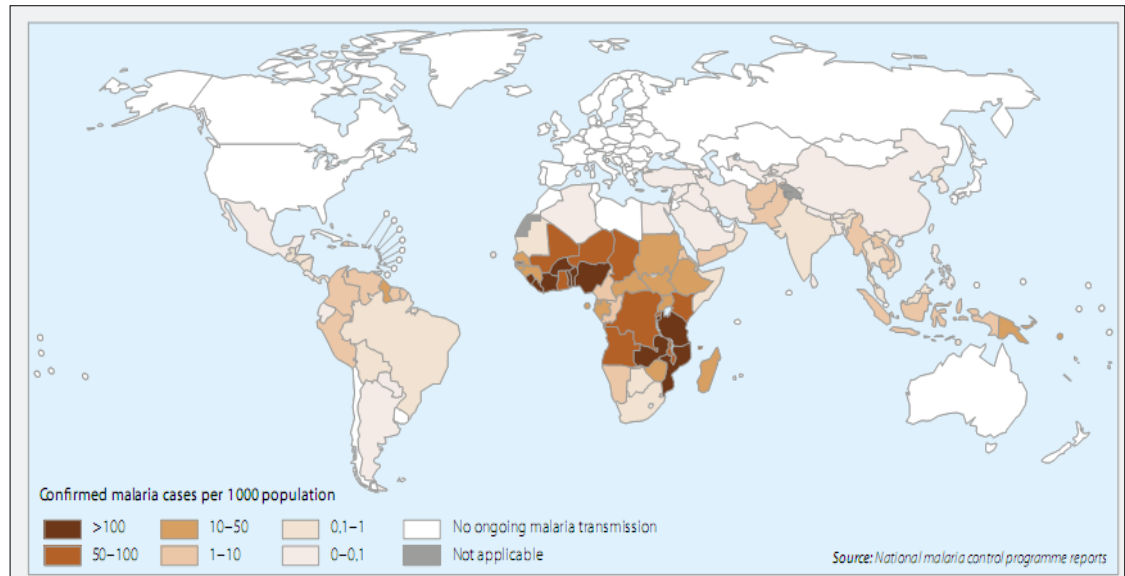 Confirmed malaria cases per 1000 population
>100
10–50
0.1–1
No ongoing malaria transmission
50–100
1–10
0–0.1
Not applicable
Source: National malaria control programme reports